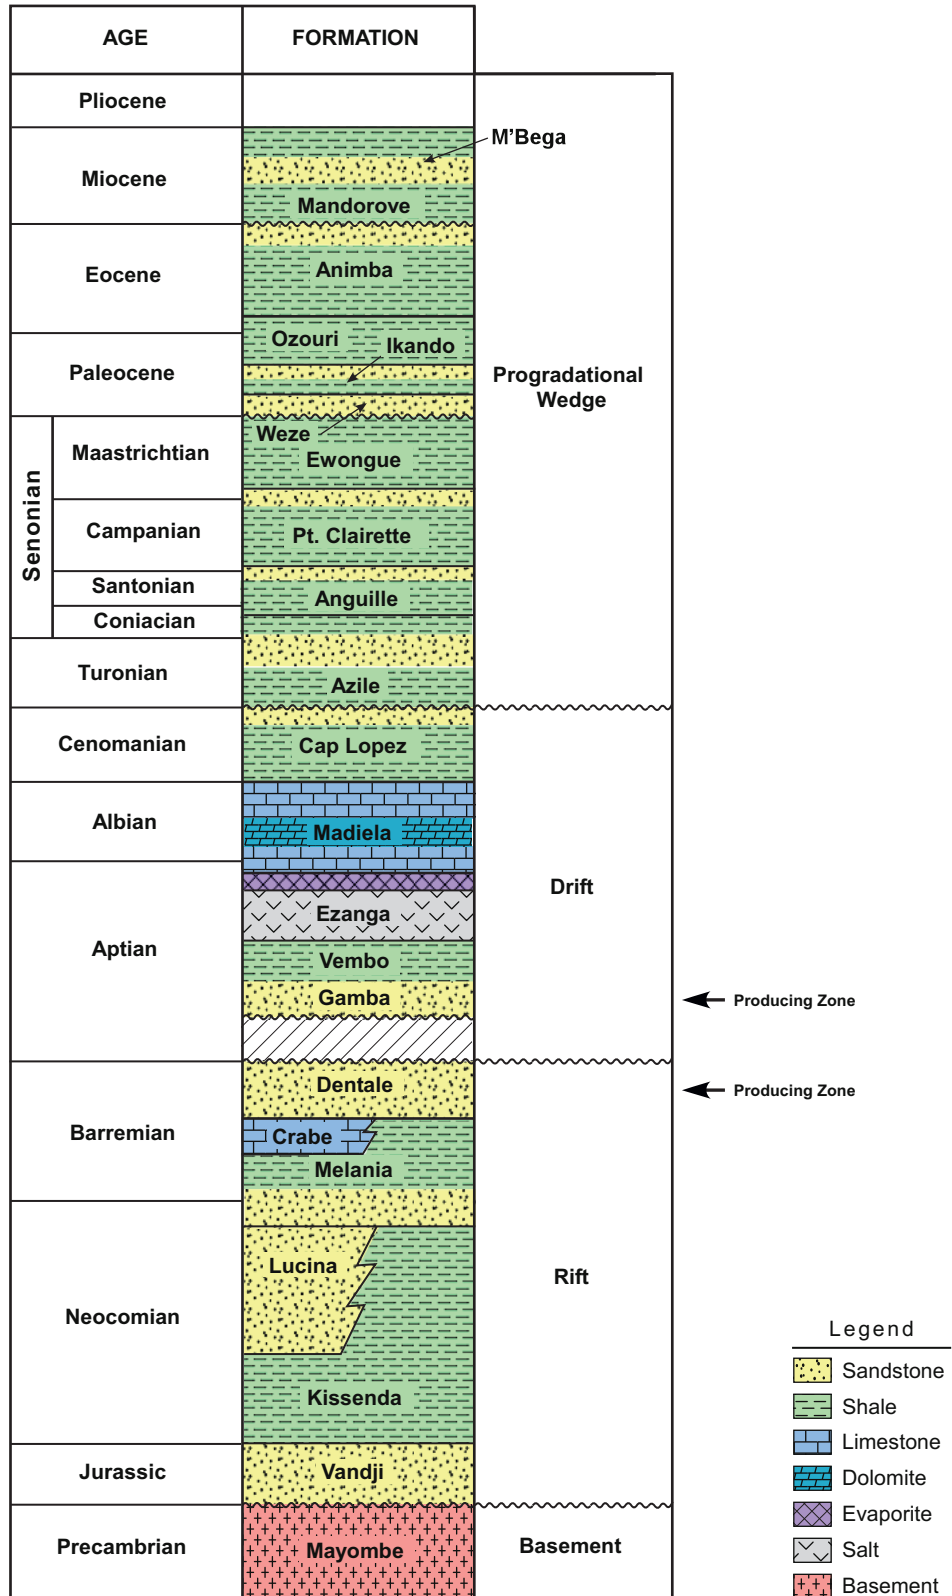 AGE FORMATION
Pliocene
M'Bega
Miocene
Mandorove
Eocene
Animba
Ozouri
Ikando
Paleocene
Progradational
Wedge
Weze
Senonian
Maastrichtian
Ewongue
Campanian
Pt. Clairette
Santonian
Anguille
Coniacian
Turonian
Azile
Cenomanian
Cap Lopez
Albian
Madiela
Drift
Ezanga
Aptian
Vembo
Gamba
Producing Zone
Dentale
Producing Zone
Barremian
Crabe
Melania
Lucina
Rift
Neocomian
Kissenda
Jurassic
Vandji
Precambrian
Mayombe
Basement
Legend
Sandstone
Shale
Limestone
Dolomite
Evaporite
Salt
Basement